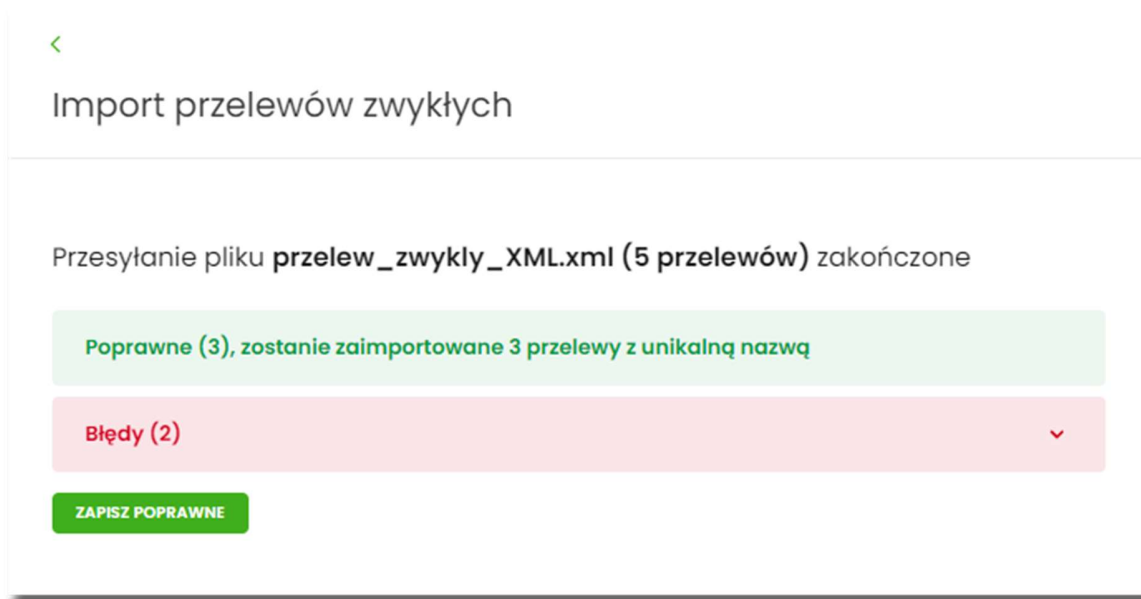 Import przelewów zwykłych
Przesyłanie pliku przelew_zwykly_XML.xml (5 przelewów) zakończone
Poprawne (3), zostanie zaimportowane 3 przelewy z unikalną nazwą
Błędy (2)
ZAPISZ POPRAWNE